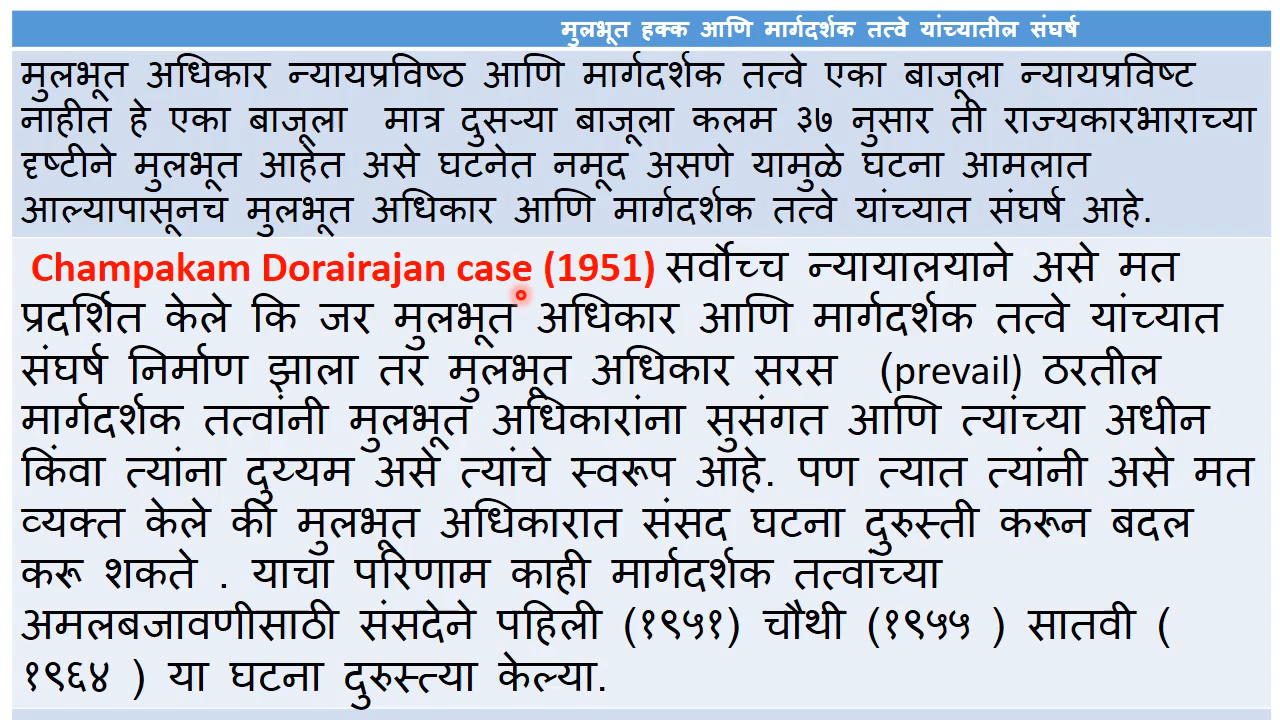 मुलभूत हक्क आणि मार्गदर्शक तत्वे यांच्यातील संघर्ष
मुलभूत अधिकार न्यायप्रविष्ठ आणि मार्गदर्शक तत्वे एका बाजूला न्यायप्रविष्ट
नाहीत हे एका बाजूला मात्र दुसऱ्या बाजूला कलम ३७ नुसार ती राज्यकारभाराच्या
दृष्टीने मुलभूत आहेत असे घटनेत नमूद असणे यामुळे घटना आमलात
आल्यापासूनच मुलभूत अधिकार आणि मार्गदर्शक तत्वे यांच्यात संघर्ष आहे.
Champakam Dorairajan case (1951) सर्वोच्च न्यायालयाने असे मत
प्रदर्शित केले कि जर मुलभूत अधिकार आणि मार्गदर्शक तत्वे यांच्यात
संघर्ष निर्माण झाला तर मुलभूत अधिकार सरस (prevail) ठरतील
मार्गदर्शक तत्वांनी मुलभूत अधिकारांना सुसंगत आणि त्यांच्या अधीन
किंवा त्यांना दुय्यम असे त्यांचे स्वरूप आहे. पण त्यात त्यांनी असे मत
व्यक्त केले की मुलभूत अधिकारात संसद घटना दुरुस्ती करून बदल
करू शकते . याचा परिणाम काही मार्गदर्शक तत्वांच्या
अमलबजावणीसाठी संसदेने पहिली (१९५१) चौथी (१९५५ ) सातवी (
१९६४ ) या घटना दुरुस्त्या केल्या.